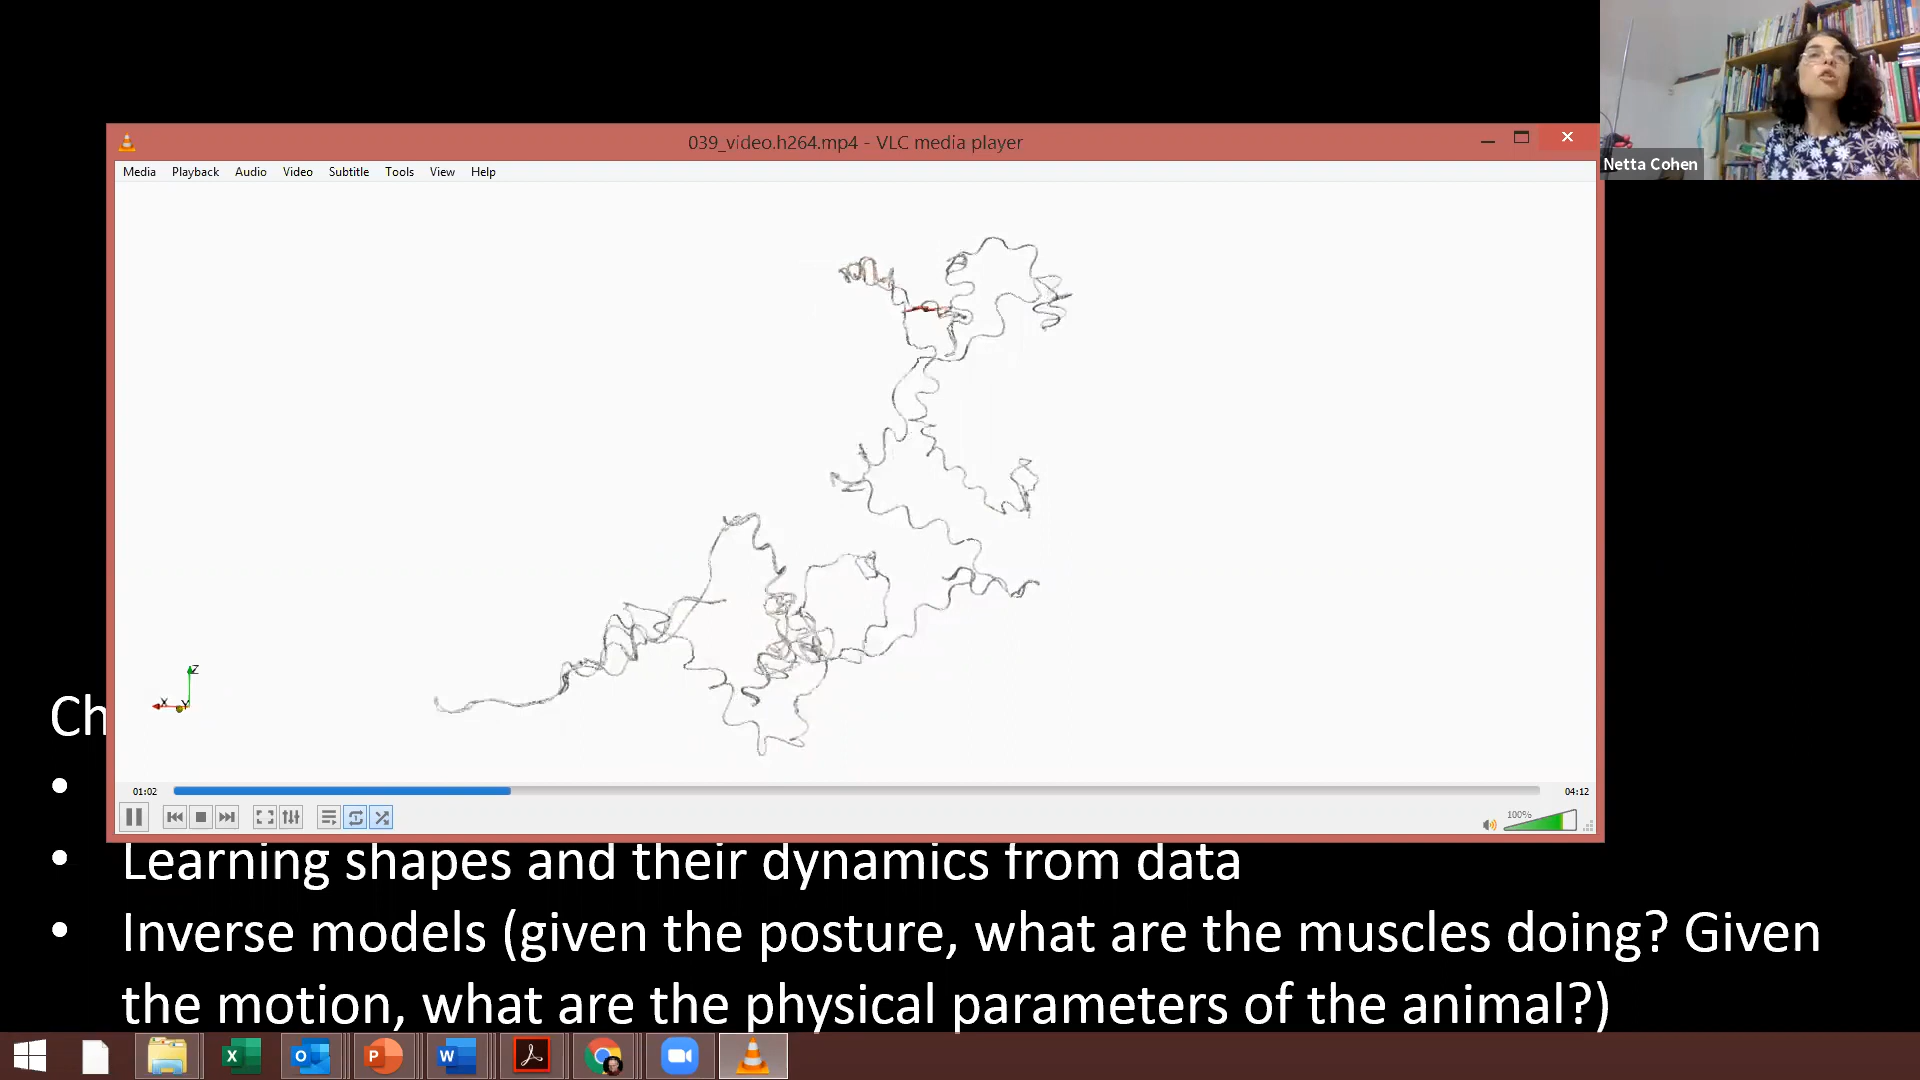 039_video.h264.mp4 - VLC media player
Netta Cohen
Media Playback Audio Video Subtitle Tools View Help
Z
X Y
Ch
01:02 04:12
100%
• Learning shapes and their dynamics from data
• Inverse models (given the posture, what are the muscles doing? Given
the motion, what are the physical parameters of the animal?)
X O P W